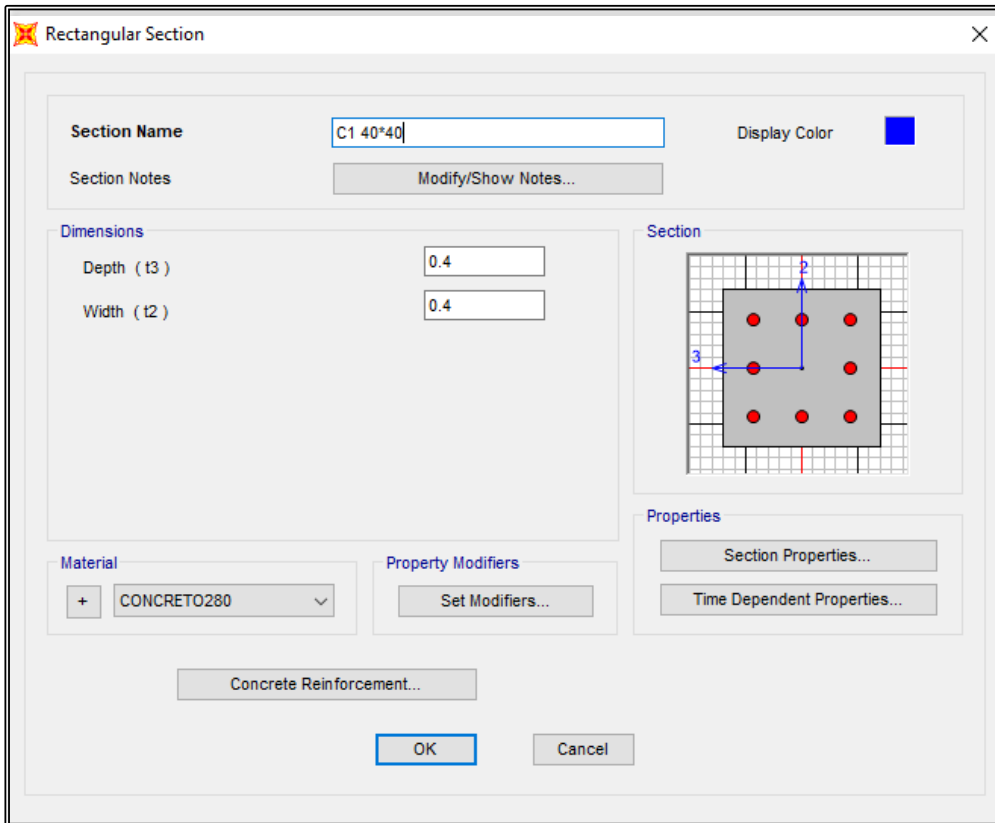 Rectangular Section
Section Name C1 40*40 Display Color
Section Notes Modify/Show Notes...
Dimensions
Depth ( t3 ) 0.4
Width ( t2 ) 0.4
Section
2
3
Properties
Section Properties...
Time Dependent Properties...
Material
+ CONCRETO280
Property Modifiers
Set Modifiers...
Concrete Reinforcement...
OK Cancel